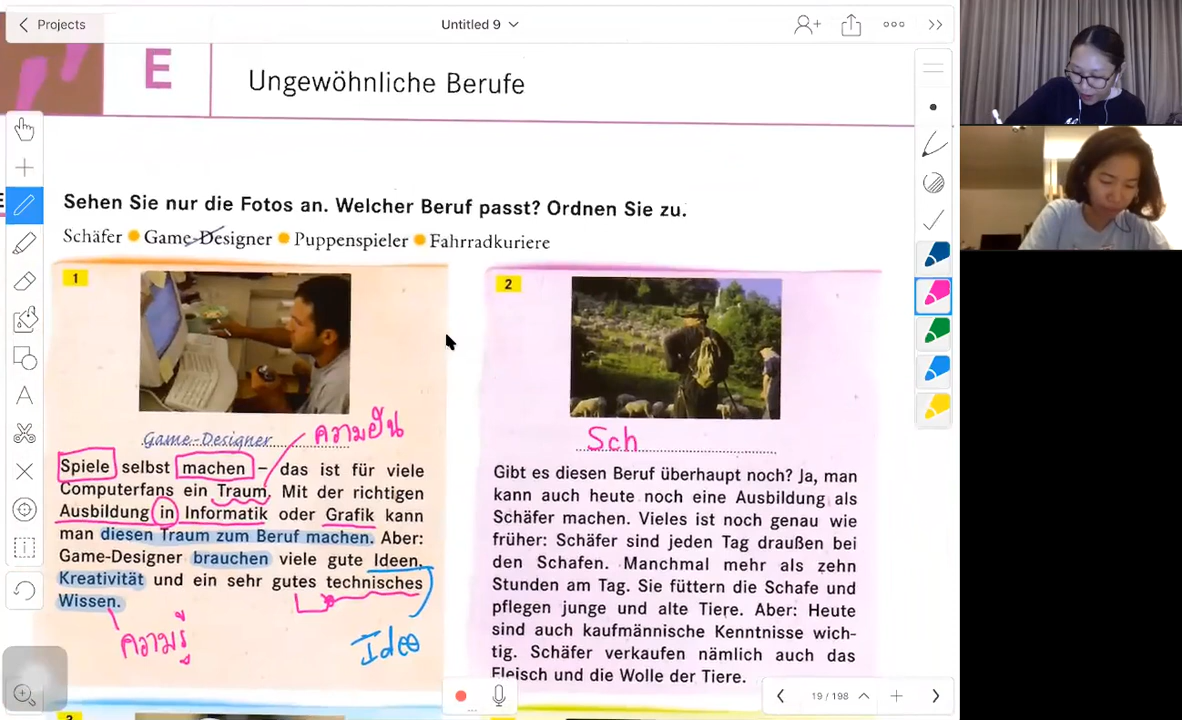 Projects
Untitled 9
E
Ungewöhnliche Berufe
Sehen Sie nur die Fotos an. Welcher Beruf passt? Ordnen Sie zu.
Schäfer Game-Designer Puppenspieler Fahrradkuriere
1
Game-Designer
ความฝัน
Spiele selbst machen – das ist für viele
Computerfans ein Traum. Mit der richtigen
Ausbildung in Informatik oder Grafik kann
man diesen Traum zum Beruf machen. Aber:
Game-Designer brauchen viele gute Ideen,
Kreativität und ein sehr gutes technisches
Wissen.
ความรู้
Idee
2
Sch
Gibt es diesen Beruf überhaupt noch? Ja, man
kann auch heute noch eine Ausbildung als
Schäfer machen. Vieles ist noch genau wie
früher: Schäfer sind jeden Tag draußen bei
den Schafen. Manchmal mehr als zehn
Stunden am Tag. Sie füttern die Schafe und
pflegen junge und alte Tiere. Aber: Heute
sind auch kaufmännische Kenntnisse wich-
tig. Schäfer verkaufen nämlich auch das
Fleisch und die Wolle der Tiere.
19 / 198